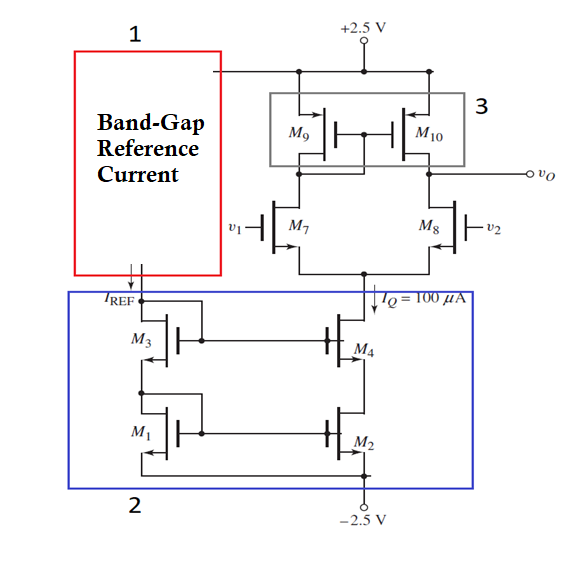 1
+2.5 V
3
Band-Gap
Reference
Current
M9
M10
vO
v1
M7
M8
v2
IREF
IQ = 100 μA
M3
M4
M1
M2
2
−2.5 V